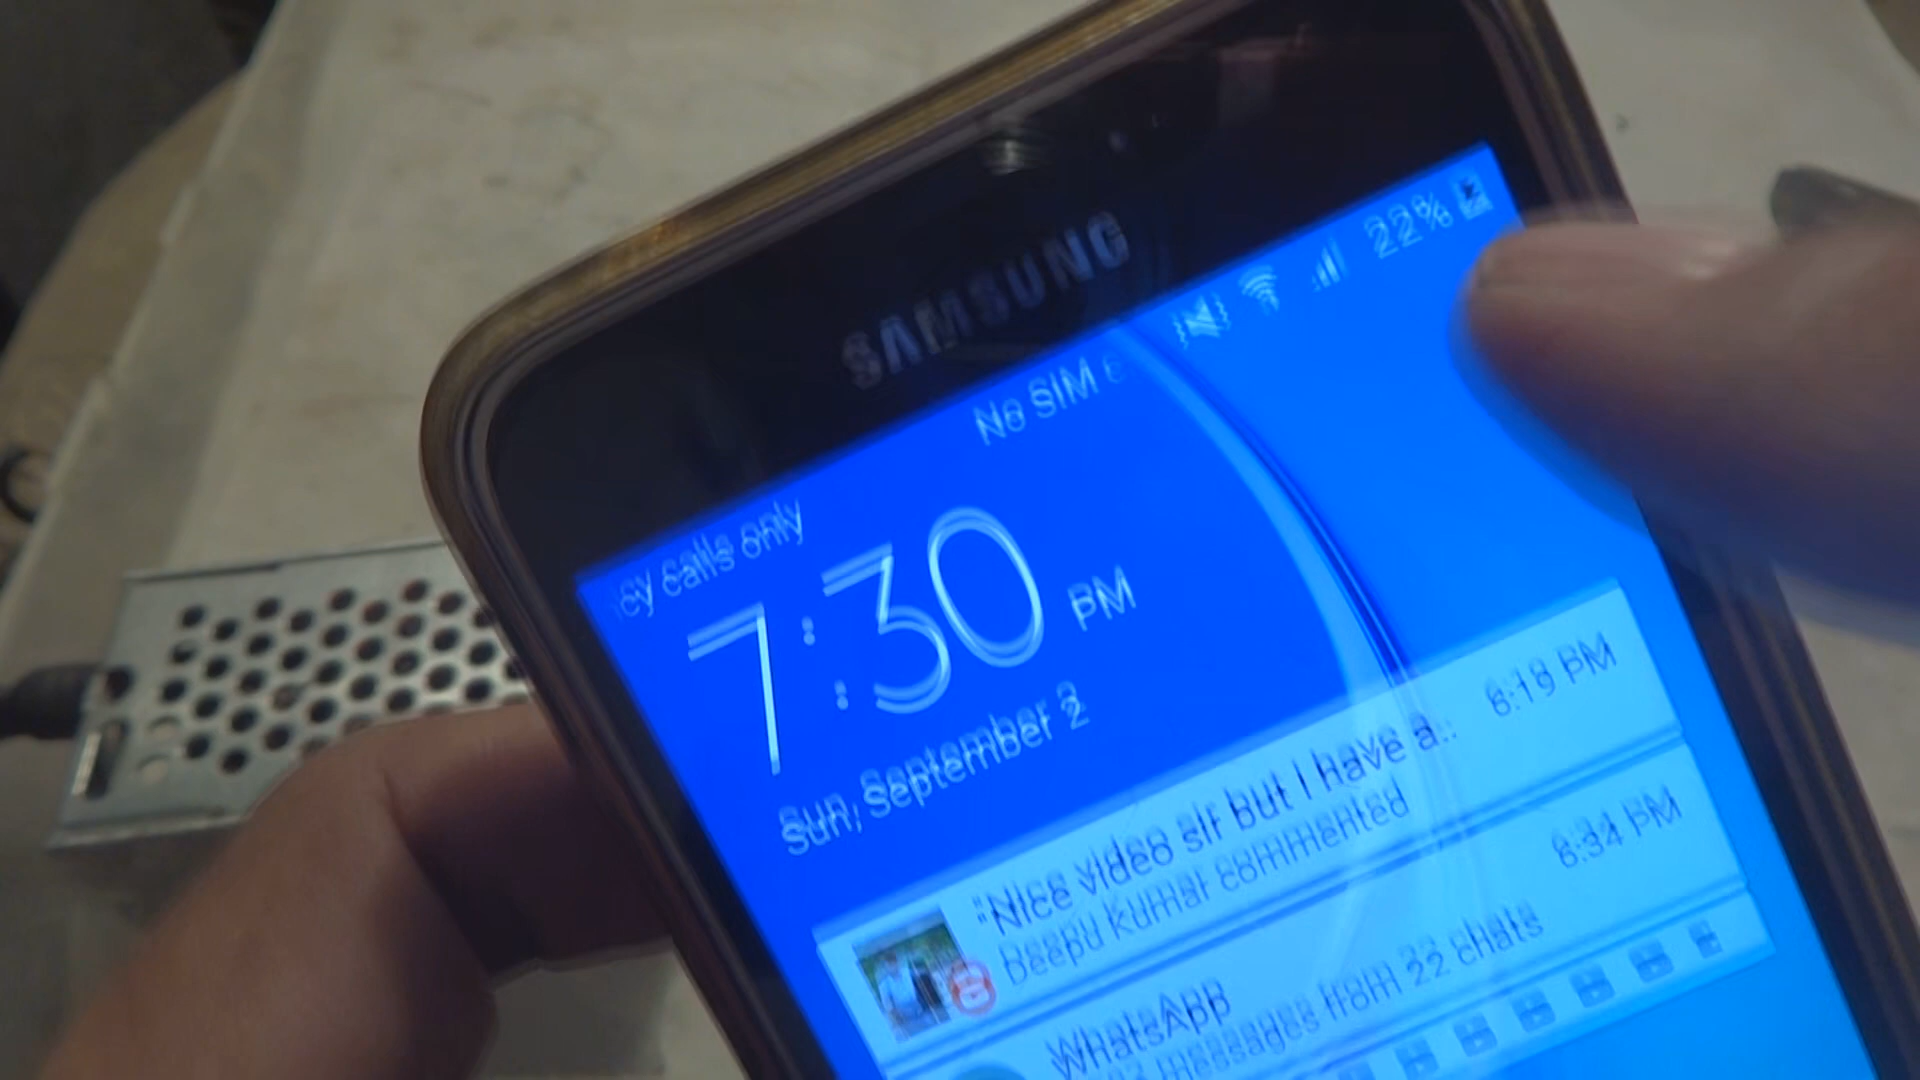 SAMSUNG
22%
No SIM
cy calls only
7:30 PM
Sun, September 2
"Nice video sir but I have a..
6:19 PM
Deepu Kumar commented
WhatsApp
6:34 PM
messages from 22 chats